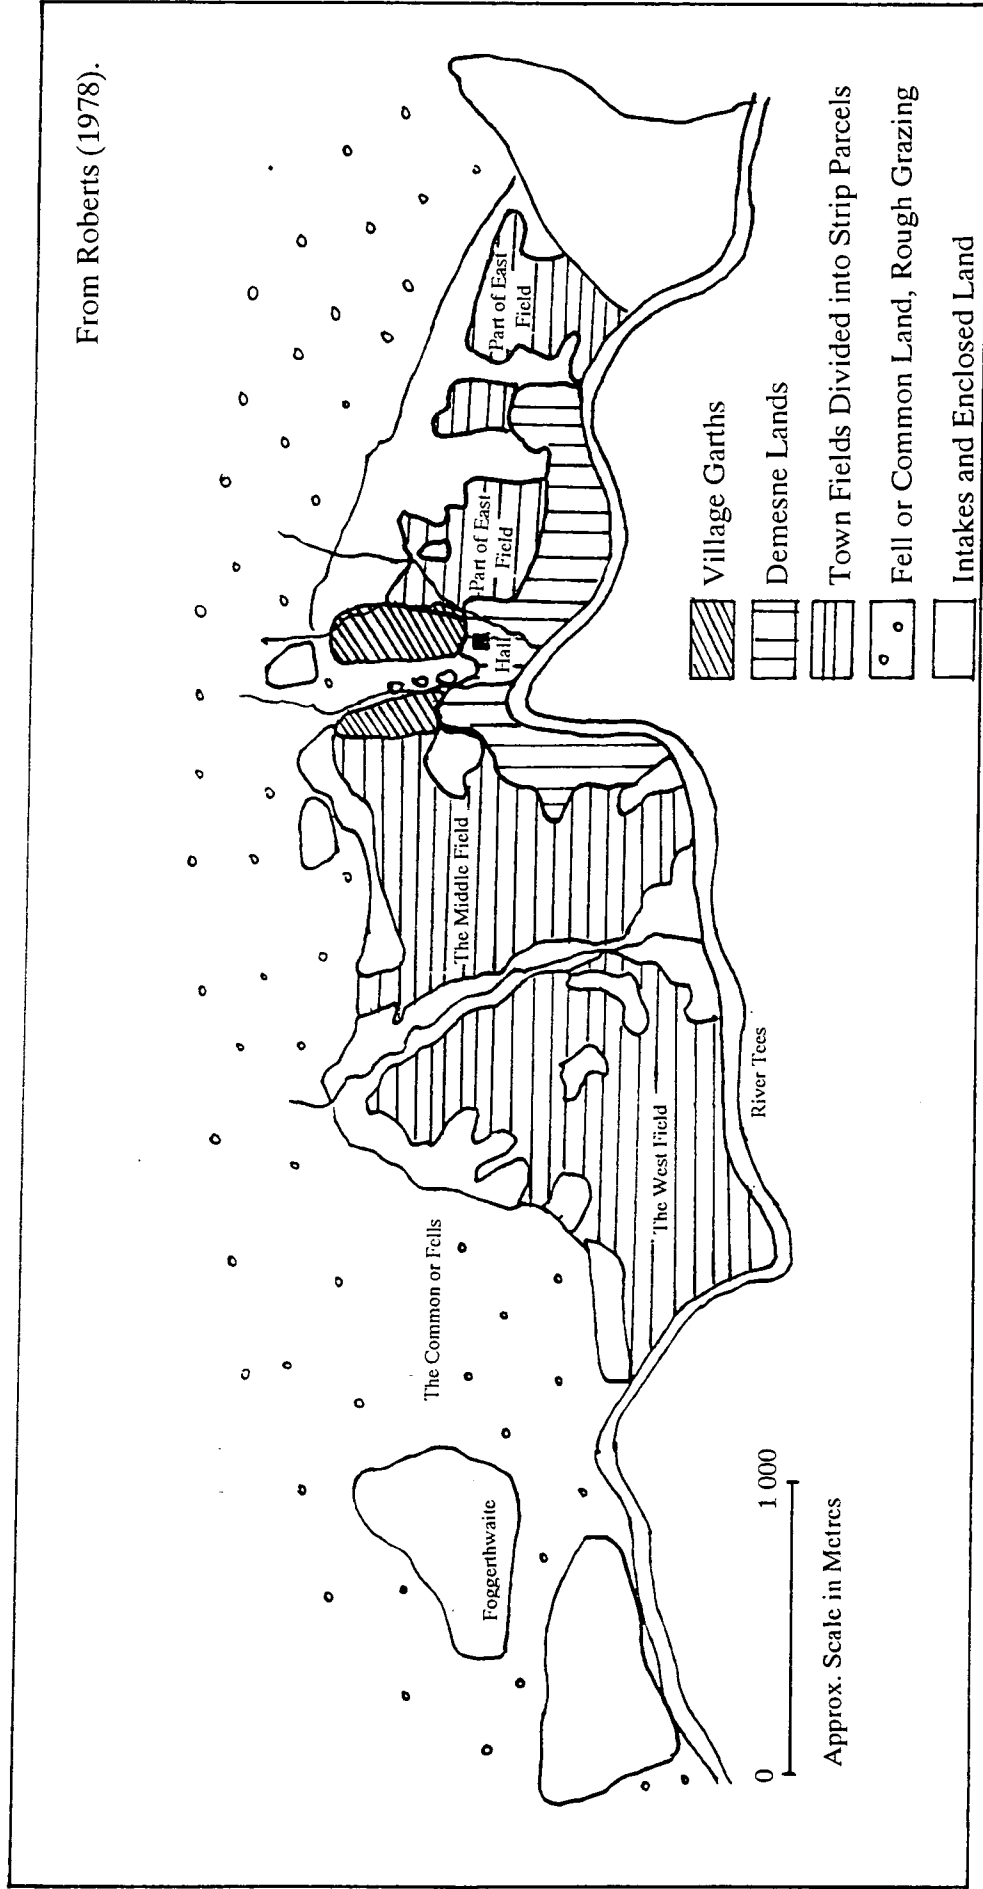 From Roberts (1978).
Part of East
Field
Part of East
Field
Hall
The Middle Field
The West Field
River Tees
The Common or Fells
Foggerthwaite
0 1 000
Approx. Scale in Metres
Village Garths
Demesne Lands
Town Fields Divided into Strip Parcels
Fell or Common Land, Rough Grazing
Intakes and Enclosed Land